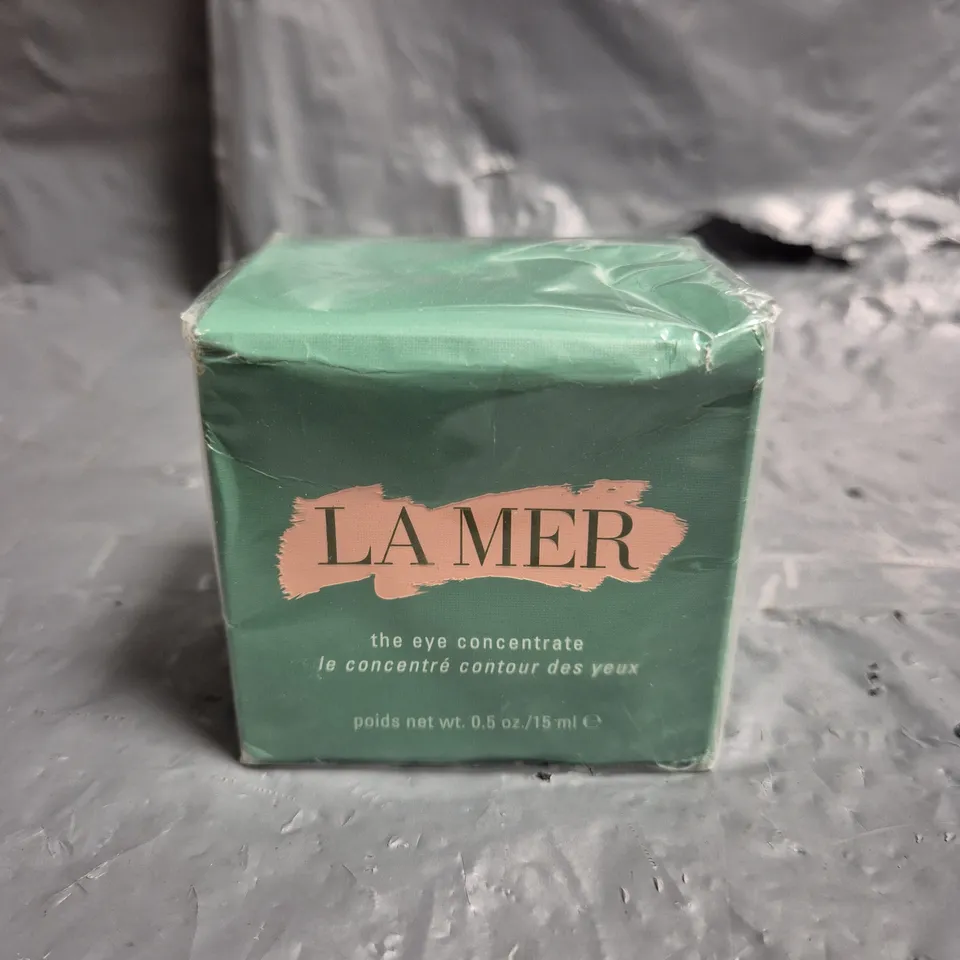 LA MER
the eye concentrate
le concentré contour des yeux
poids net wt. 0.5 oz./15 ml ℮